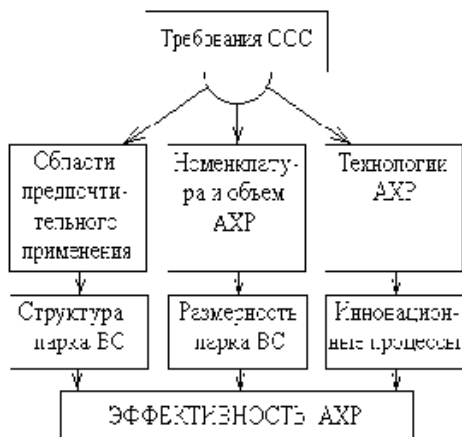 Требования ССС
Области
предпочти-
тельного
применения
Номенклату-
ра и объем
АХР
Технологии
АХР
Структура
парка ВС
Размерность
парка ВС
Инновацион-
ные процессы
ЭФФЕКТИВНОСТЬ АХР